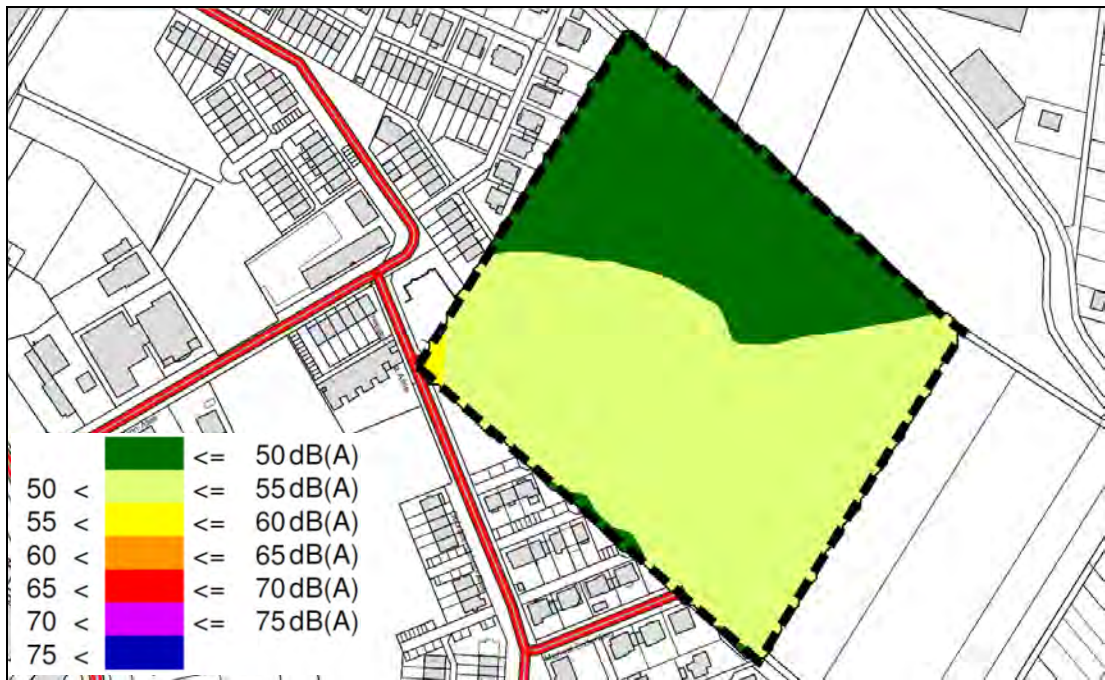 <= 50 dB(A)
50 < <= 55 dB(A)
55 < <= 60 dB(A)
60 < <= 65 dB(A)
65 < <= 70 dB(A)
70 < <= 75 dB(A)
75 <